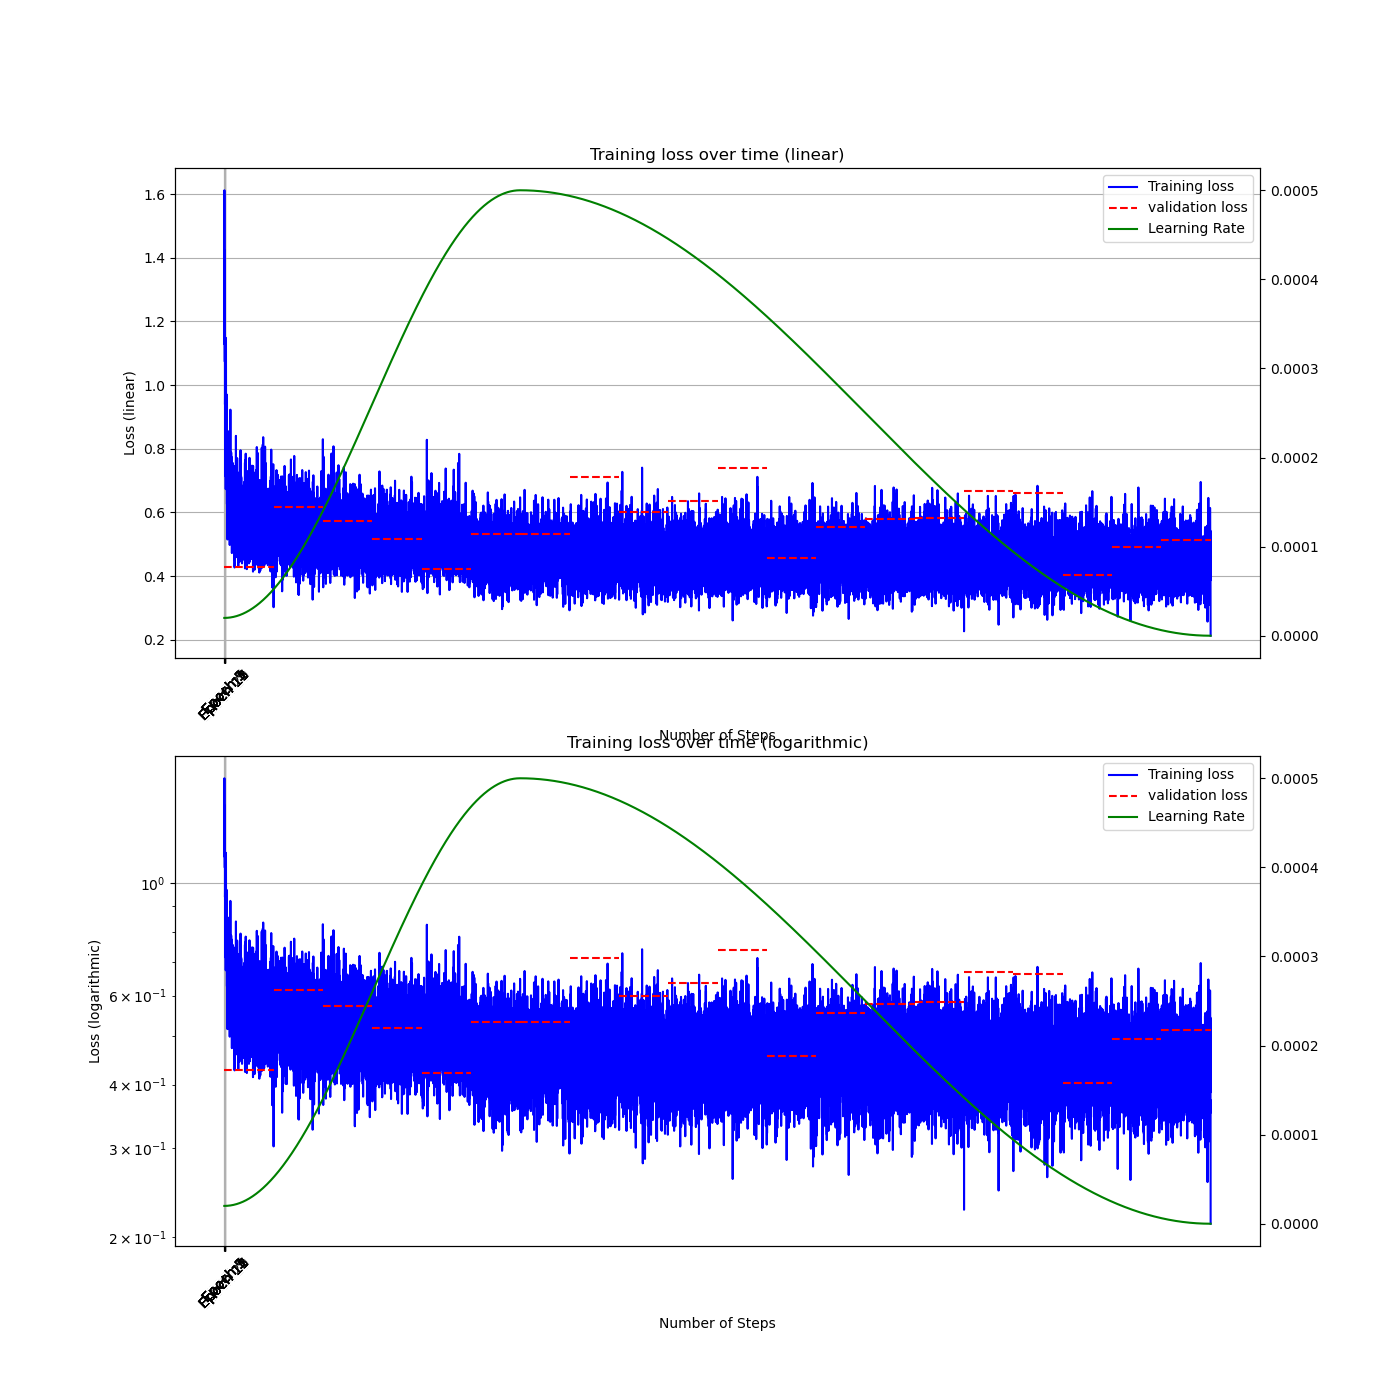 Training loss over time (linear)
1.6
1.4
1.2
1.0
0.8
0.6
0.4
0.2
Loss (linear)
Training loss
validation loss
Learning Rate
0.0005
0.0004
0.0003
0.0002
0.0001
0.0000
Number of Steps
Training loss over time (logarithmic)
10⁰
6 × 10⁻¹
4 × 10⁻¹
3 × 10⁻¹
2 × 10⁻¹
Loss (logarithmic)
Training loss
validation loss
Learning Rate
0.0005
0.0004
0.0003
0.0002
0.0001
0.0000
Number of Steps